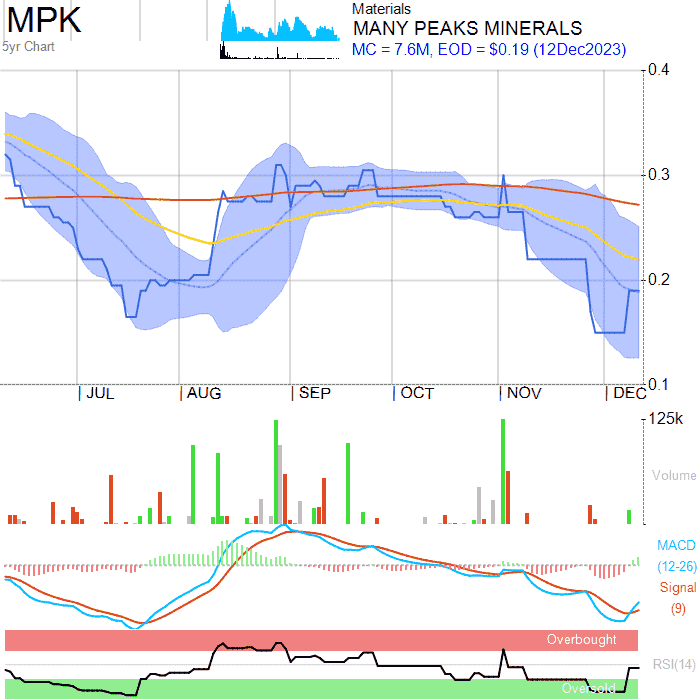 MPK
5yr Chart
Materials
MANY PEAKS MINERALS
MC = 7.6M, EOD = $0.19 (12Dec2023)
0.4
0.3
0.2
0.1
| JUL | AUG | SEP | OCT | NOV | DEC
125k
Volume
MACD
(12-26)
Signal
(9)
Overbought
RSI(14)
Oversold